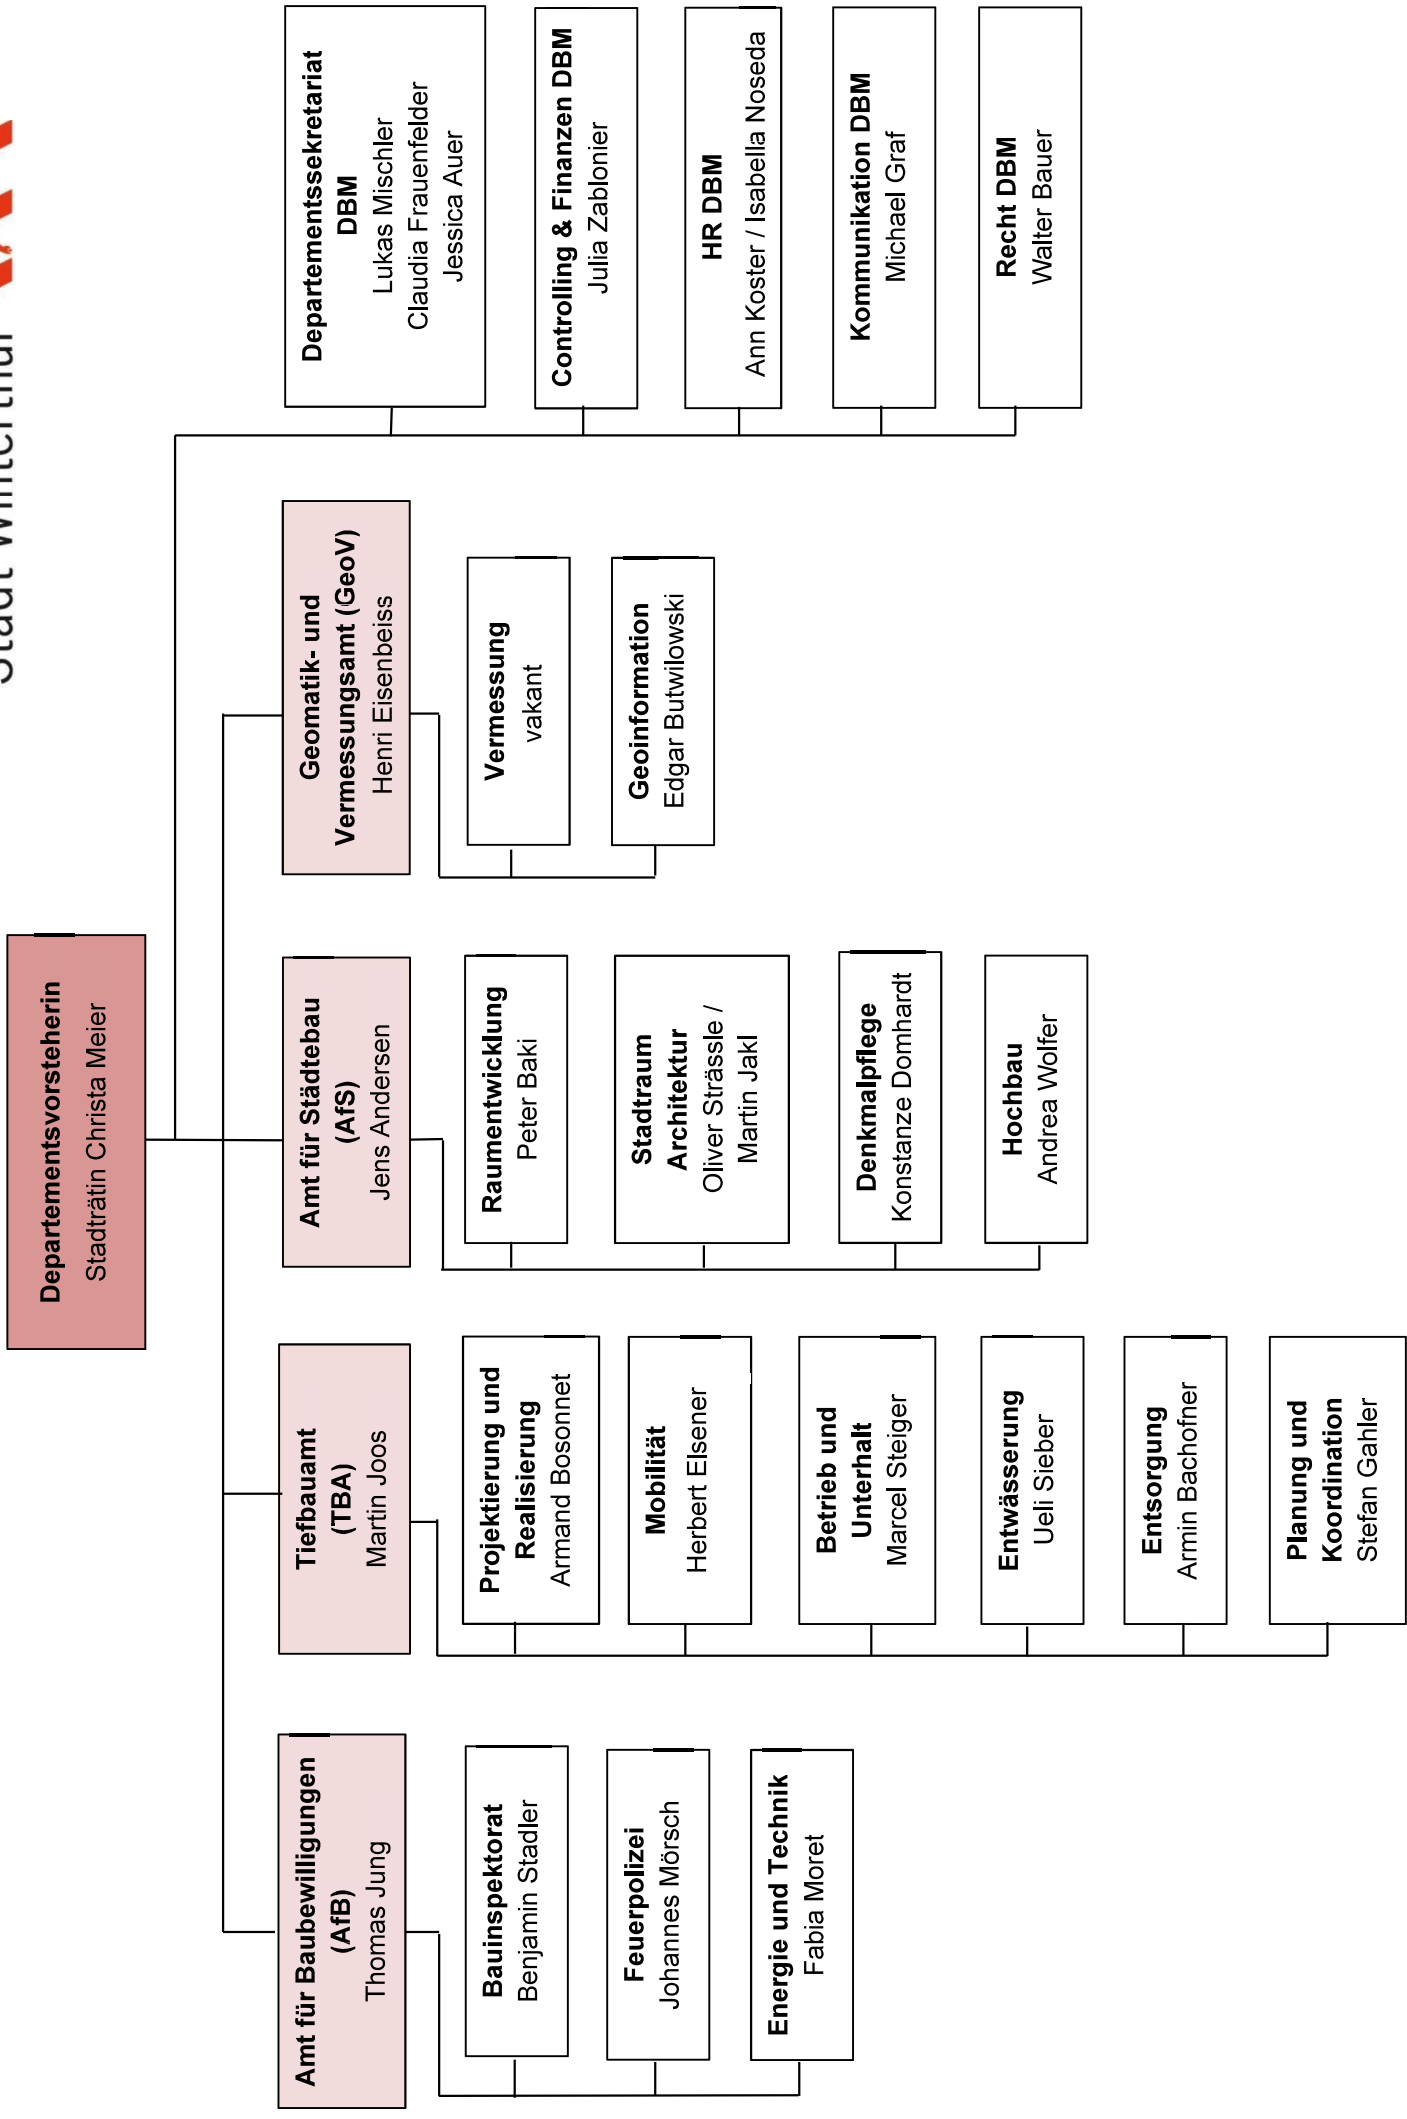 Stadt Winterthur
Departementsvorsteherin
Stadträtin Christa Meier
Amt für Baubewilligungen
(AfB)
Thomas Jung
Bauinspektorat
Benjamin Stadler
Feuerpolizei
Johannes Mörsch
Energie und Technik
Fabia Moret
Tiefbauamt
(TBA)
Martin Joos
Projektierung und
Realisierung
Armand Bosonnet
Mobilität
Herbert Elsener
Betrieb und
Unterhalt
Marcel Steiger
Entwässerung
Ueli Sieber
Entsorgung
Armin Bachofner
Planung und
Koordination
Stefan Gahler
Amt für Städtebau
(AfS)
Jens Andersen
Raumentwicklung
Peter Baki
Stadtraum
Architektur
Oliver Strässle /
Martin Jakl
Denkmalpflege
Konstanze Domhardt
Hochbau
Andrea Wolfer
Geomatik- und
Vermessungsamt (GeoV)
Henri Eisenbeiss
Vermessung
vakant
Geoinformation
Edgar Butwilowski
Departementssekretariat
DBM
Lukas Mischler
Claudia Frauenfelder
Jessica Auer
Controlling & Finanzen DBM
Julia Zablonier
HR DBM
Ann Koster / Isabella Noseda
Kommunikation DBM
Michael Graf
Recht DBM
Walter Bauer